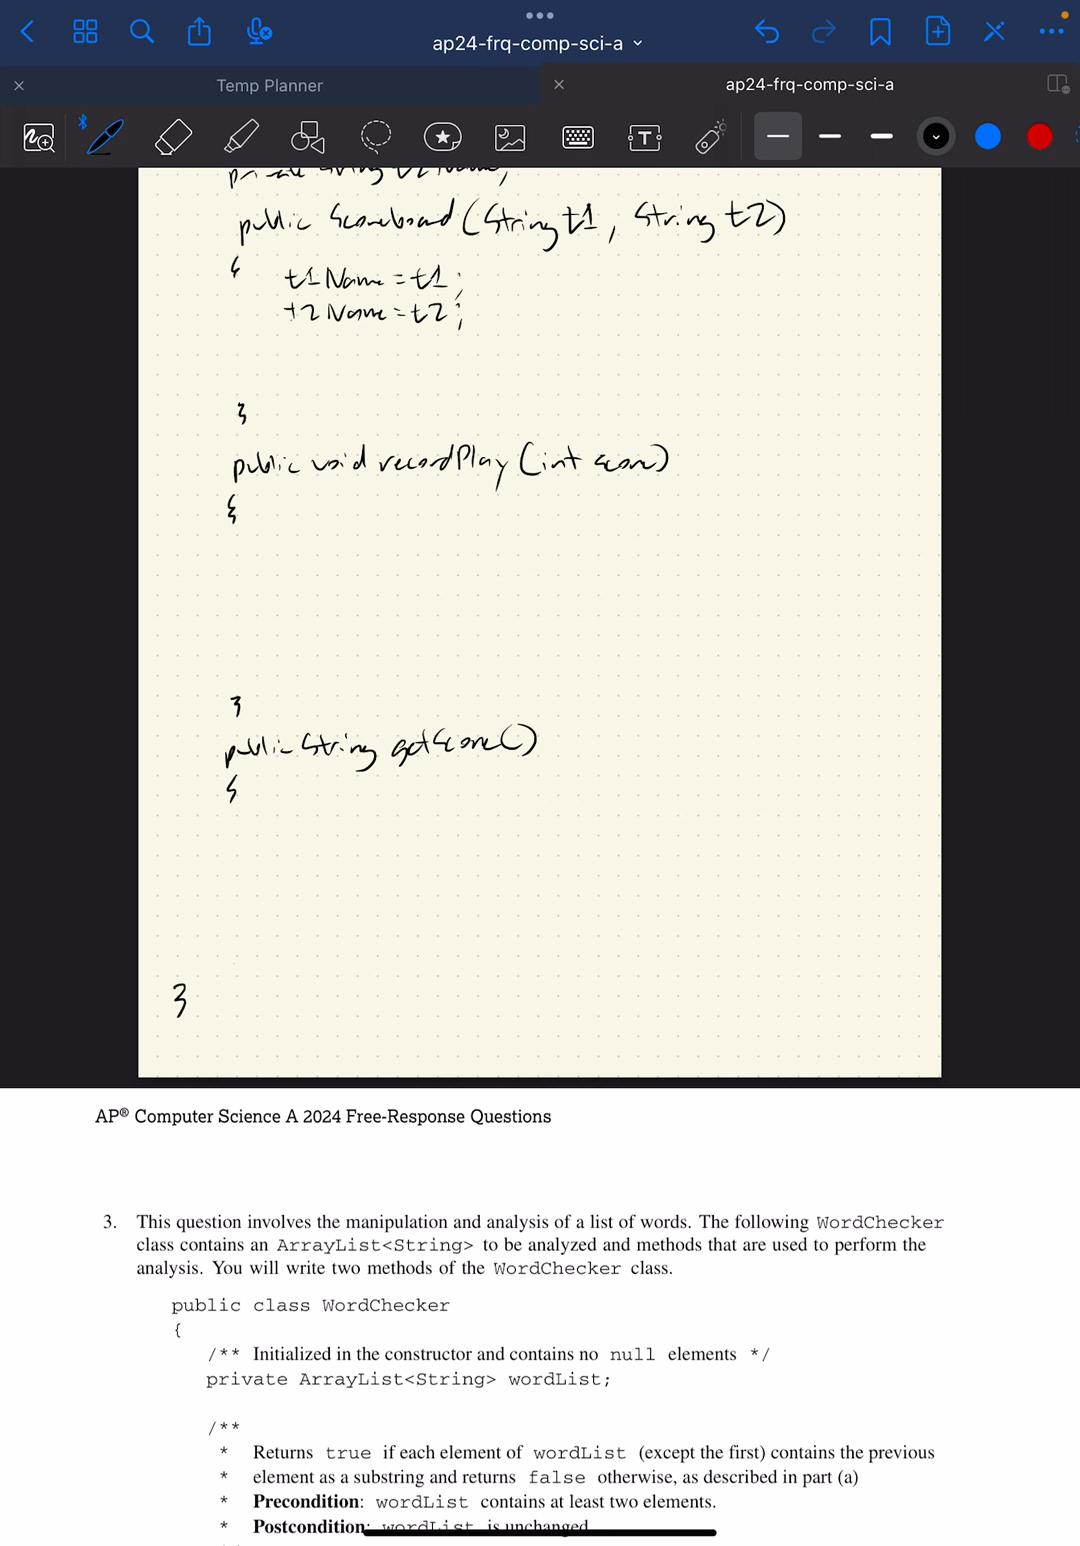 ap24-frq-comp-sci-a
Temp Planner
ap24-frq-comp-sci-a
T
private String t2Name;
public Scoreboard (String t1, String t2)
{
t1Name = t1;
t2Name = t2;
}
public void recordPlay (int score)
{
}
public String getScore()
{
}
AP® Computer Science A 2024 Free-Response Questions
3. This question involves the manipulation and analysis of a list of words. The following WordChecker
class contains an ArrayList<String> to be analyzed and methods that are used to perform the
analysis. You will write two methods of the WordChecker class.
public class WordChecker
{
/** Initialized in the constructor and contains no null elements */
private ArrayList<String> wordList;
/**
* Returns true if each element of wordList (except the first) contains the previous
* element as a substring and returns false otherwise, as described in part (a)
* Precondition: wordList contains at least two elements.
* Postcondition: wordList is unchanged.